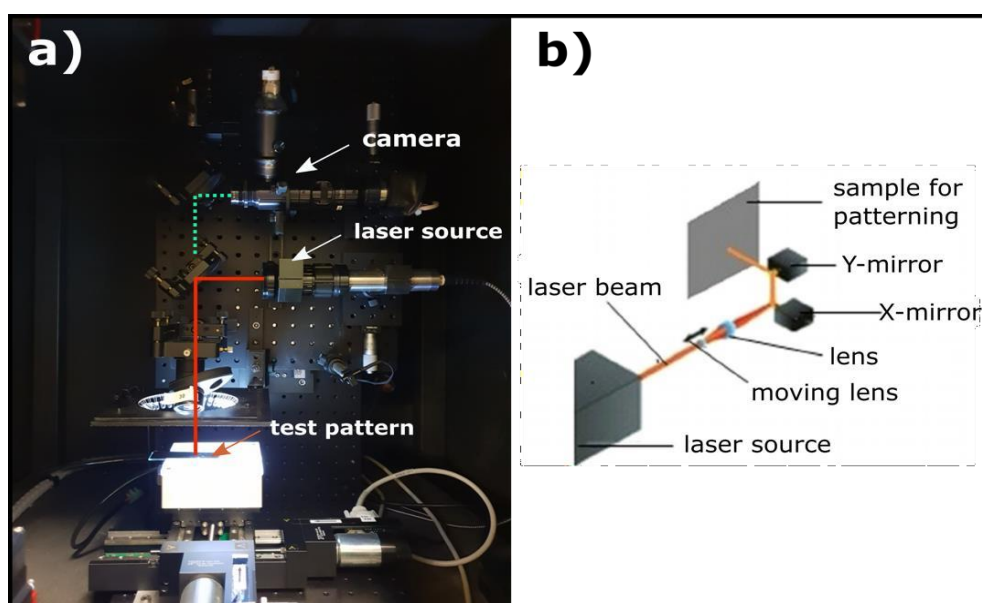 a)
camera
laser source
test pattern
b)
sample for
patterning
Y-mirror
X-mirror
laser beam
lens
moving lens
laser source